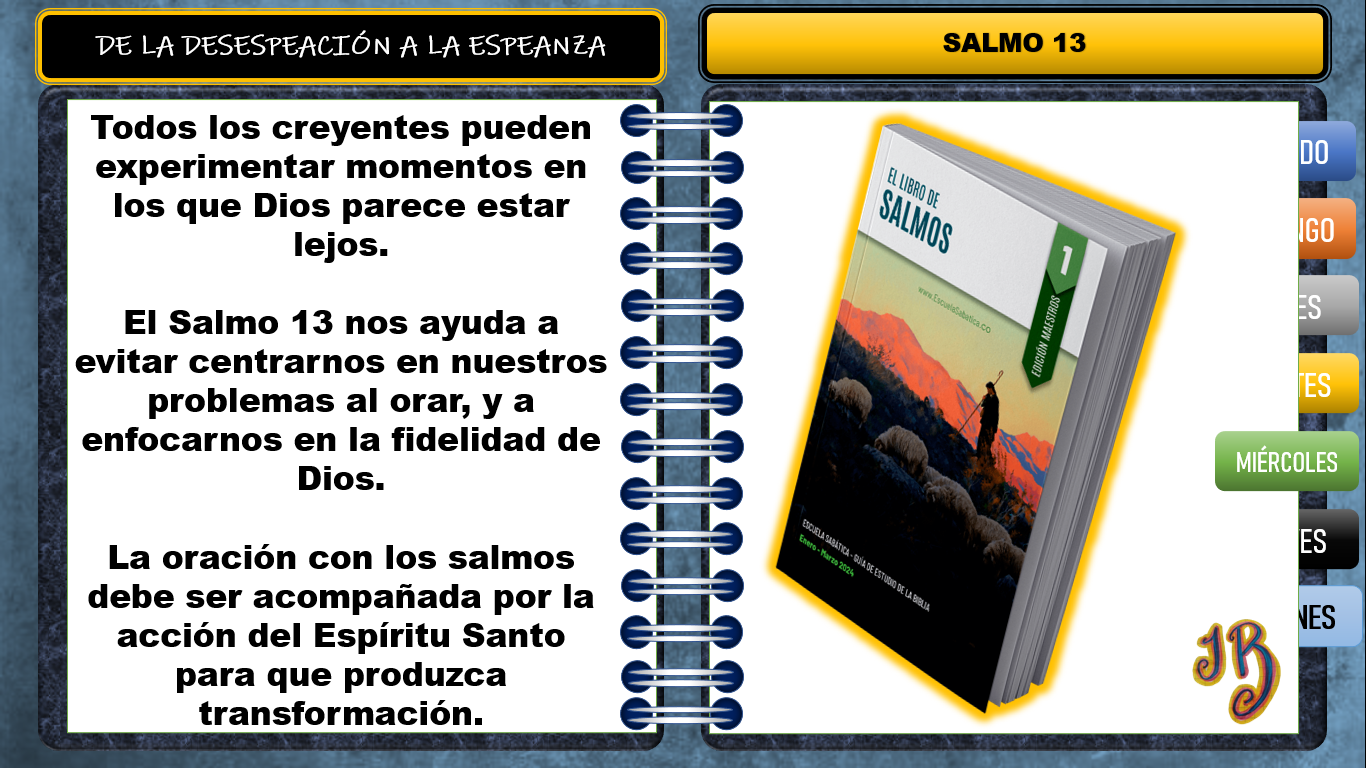 DE LA DESESPEACIÓN A LA ESPEANZA
SALMO 13
Todos los creyentes pueden
experimentar momentos en
los que Dios parece estar
lejos.
El Salmo 13 nos ayuda a
evitar centrarnos en nuestros
problemas al orar, y a
enfocarnos en la fidelidad de
Dios.
La oración con los salmos
debe ser acompañada por la
acción del Espíritu Santo
para que produzca
transformación.
EL LIBRO DE
SALMOS
1
EDICIÓN MAESTROS
www.EscuelaSabatica.CO
ESCUELA SABÁTICA - GUÍA DE ESTUDIO DE LA BIBLIA
Enero - Marzo 2024
DO
NGO
ES
TES
MIÉRCOLES
ES
NES
JB